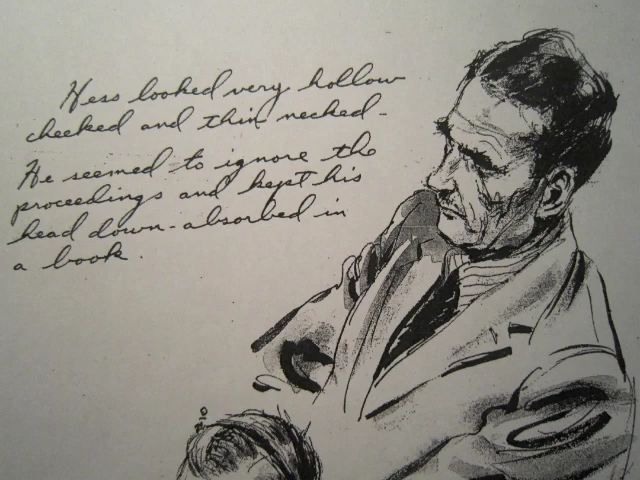 Hess looked very hollow
cheeked and thin necked-
He seemed to ignore the
proceedings and kept his
head down-absorbed in
a book.